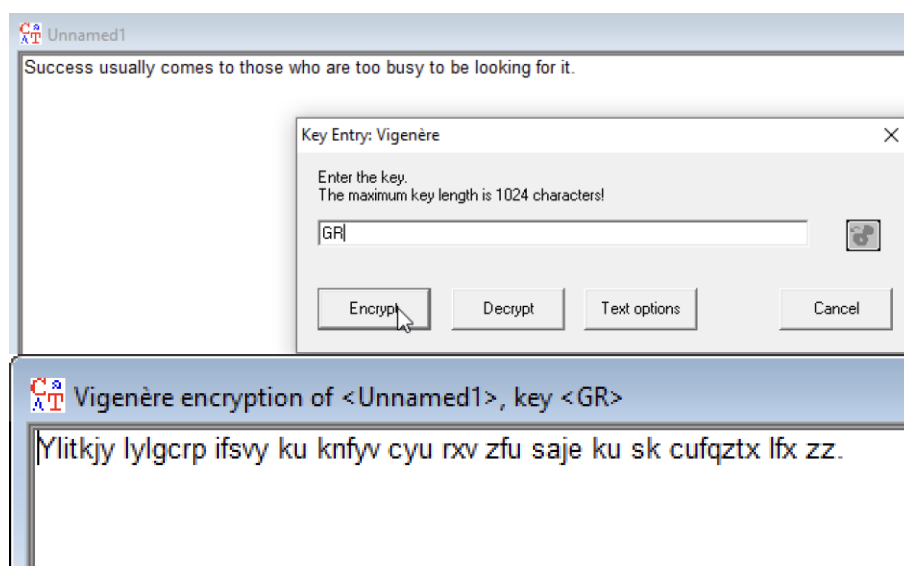 Unnamed1
Success usually comes to those who are too busy to be looking for it.
Key Entry: Vigenère
Enter the key.
The maximum key length is 1024 characters!
GR
Encrypt Decrypt Text options Cancel
Vigenère encryption of <Unnamed1>, key <GR>
Ylitkjy lylgcrp ifsvy ku knfyv cyu rxv zfu saje ku sk cufqztx lfx zz.